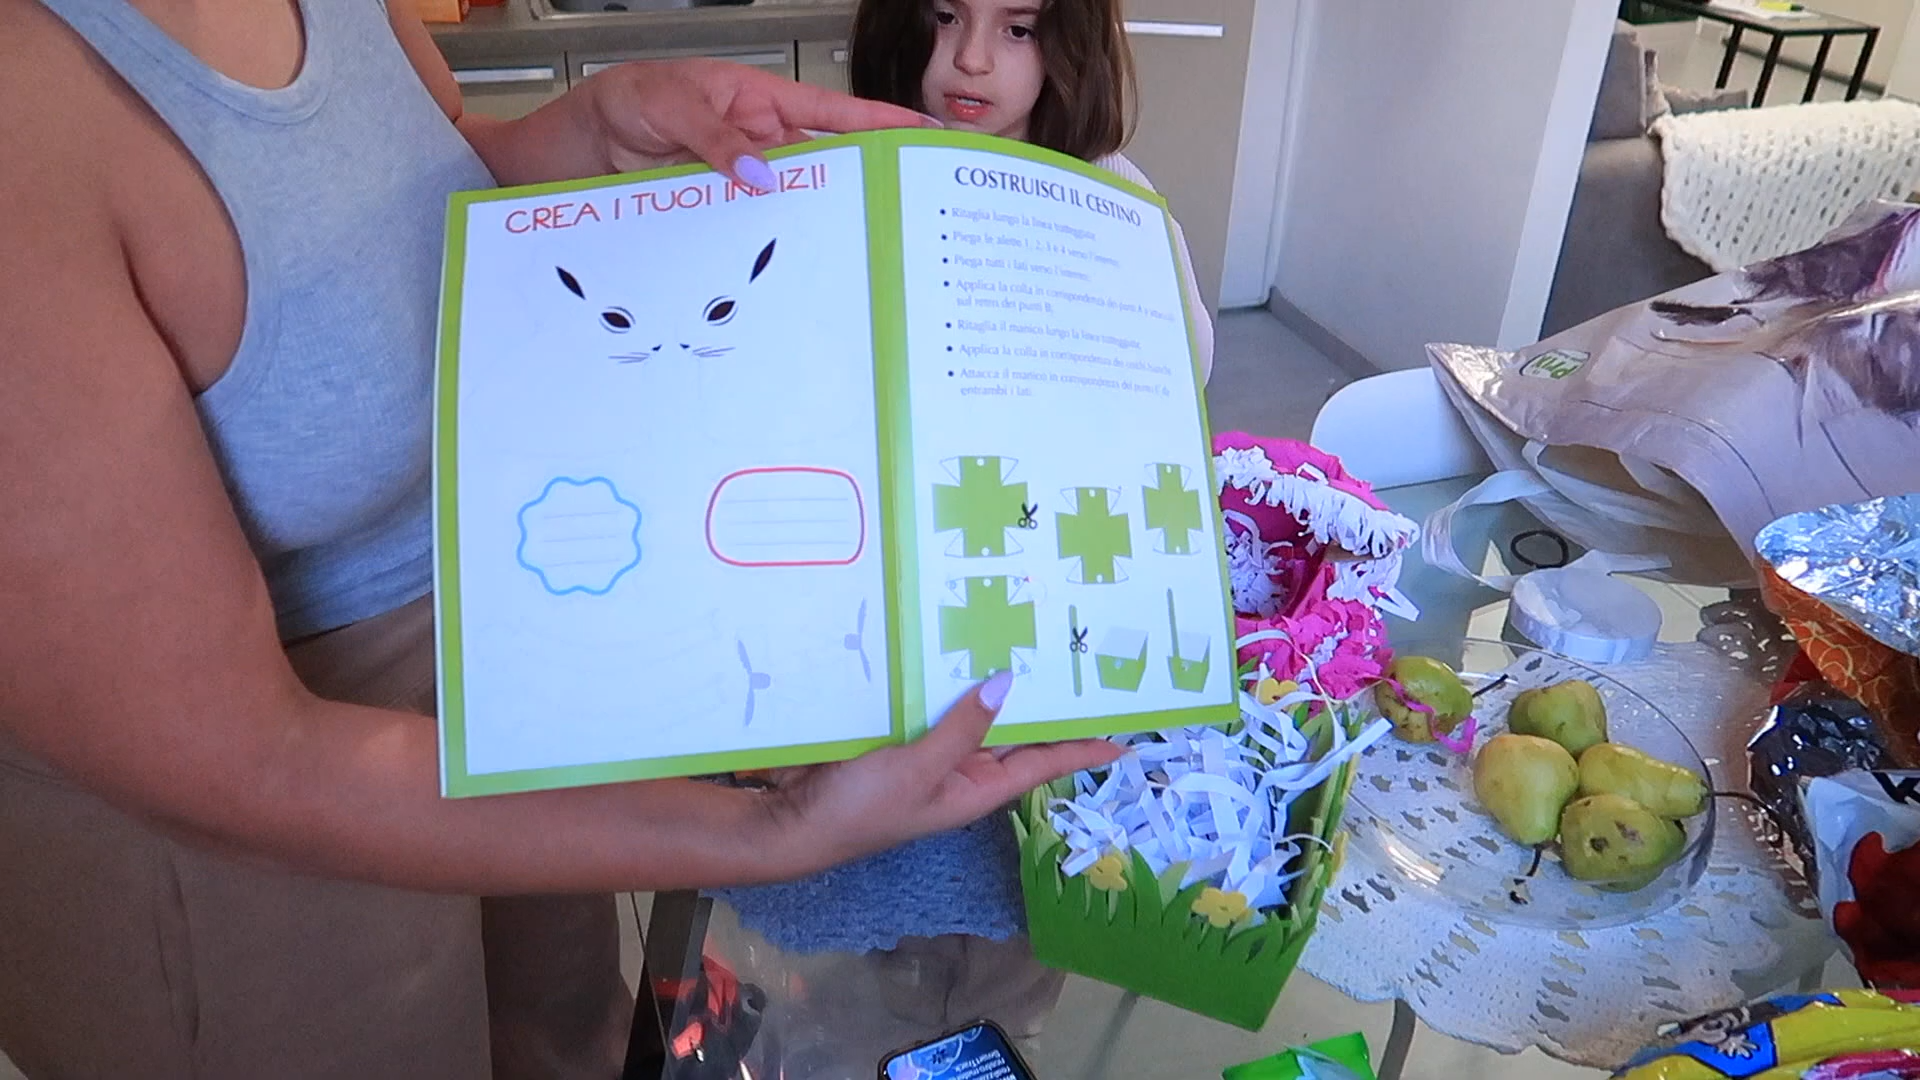 CREA I TUOI INDIZI!
COSTRUISCI IL CESTINO
• Ritaglia lungo la linea tratteggiata;
• Piega le alette 1, 2, 3 e 4 verso l'interno;
• Piega tutti i lati verso l'interno;
• Applica la colla in corrispondenza dei punti A e attaccali
sul retro dei punti B;
• Ritaglia il manico lungo la linea tratteggiata;
• Applica la colla in corrispondenza dei cerchi bianchi;
• Attacca il manico in corrispondenza del punto C da
entrambi i lati.
Prix